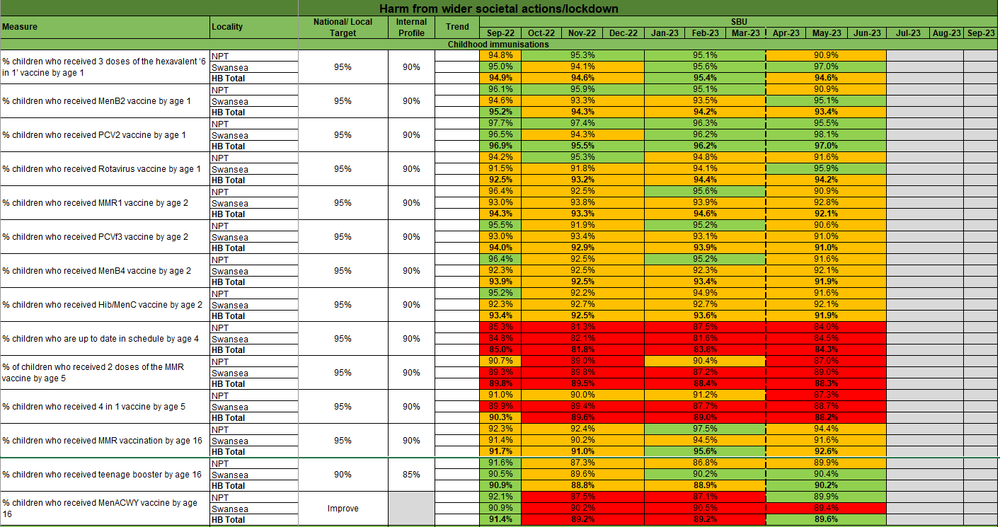 Harm from wider societal actions/lockdown
Measure Locality National/ Local Target Internal Profile Trend SBU
Sep-22 Oct-22 Nov-22 Dec-22 Jan-23 Feb-23 Mar-23 Apr-23 May-23 Jun-23 Jul-23 Aug-23 Sep-23
Childhood immunisations
% children who received 3 doses of the hexavalent ‘6 in 1’ vaccine by age 1 95% 90%
NPT 94.8% 95.3% 95.1% 90.9%
Swansea 95.0% 94.1% 95.6% 97.0%
HB Total 94.9% 94.6% 95.4% 94.6%
% children who received MenB2 vaccine by age 1 95% 90%
NPT 96.1% 95.9% 95.1% 90.9%
Swansea 94.6% 93.3% 93.5% 95.1%
HB Total 95.2% 94.3% 94.2% 93.4%
% children who received PCV2 vaccine by age 1 95% 90%
NPT 97.7% 97.4% 96.3% 95.5%
Swansea 96.5% 94.3% 96.2% 98.1%
HB Total 96.9% 95.5% 96.2% 97.0%
% children who received Rotavirus vaccine by age 1 95% 90%
NPT 94.2% 95.3% 94.8% 91.6%
Swansea 91.5% 91.8% 94.1% 95.9%
HB Total 92.5% 93.2% 94.4% 94.2%
% children who received MMR1 vaccine by age 2 95% 90%
NPT 96.4% 92.5% 95.6% 90.9%
Swansea 93.0% 93.8% 93.9% 92.8%
HB Total 94.3% 93.3% 94.6% 92.1%
% children who received PCVf3 vaccine by age 2 95% 90%
NPT 95.5% 91.9% 95.2% 90.6%
Swansea 93.0% 93.4% 93.1% 91.0%
HB Total 94.0% 92.9% 93.9% 91.0%
% children who received MenB4 vaccine by age 2 95% 90%
NPT 96.4% 92.5% 95.2% 91.6%
Swansea 92.3% 92.5% 92.3% 92.1%
HB Total 93.9% 92.5% 93.4% 91.9%
% children who received Hib/MenC vaccine by age 2 95% 90%
NPT 95.2% 92.2% 94.9% 91.6%
Swansea 92.3% 92.7% 92.7% 92.1%
HB Total 93.4% 92.5% 93.6% 91.9%
% children who are up to date in schedule by age 4 95% 90%
NPT 85.3% 81.3% 87.5% 84.0%
Swansea 84.8% 82.1% 81.6% 84.5%
HB Total 85.0% 81.8% 83.8% 84.3%
% of children who received 2 doses of the MMR vaccine by age 5 95% 90%
NPT 90.7% 89.0% 90.4% 87.0%
Swansea 89.3% 89.8% 87.2% 89.0%
HB Total 89.8% 89.5% 88.4% 88.3%
% children who received 4 in 1 vaccine by age 5 95% 90%
NPT 91.0% 90.0% 91.2% 87.3%
Swansea 89.9% 89.4% 87.7% 88.7%
HB Total 90.3% 89.6% 89.0% 88.2%
% children who received MMR vaccination by age 16 95% 90%
NPT 92.3% 92.4% 97.5% 94.4%
Swansea 91.4% 90.2% 94.5% 91.6%
HB Total 91.7% 91.0% 95.6% 92.6%
% children who received teenage booster by age 16 90% 85%
NPT 91.6% 87.3% 86.8% 89.9%
Swansea 90.5% 89.6% 90.2% 90.4%
HB Total 90.9% 88.8% 88.9% 90.2%
% children who received MenACWY vaccine by age 16 Improve
NPT 92.1% 87.5% 87.1% 89.9%
Swansea 90.9% 90.2% 90.5% 89.4%
HB Total 91.4% 89.2% 89.2% 89.6%